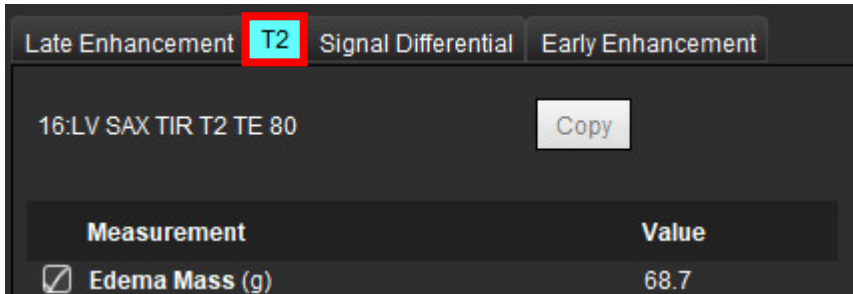 Late Enhancement T2 Signal Differential Early Enhancement
16:LV SAX TIR T2 TE 80 Copy
Measurement Value
Edema Mass (g) 68.7